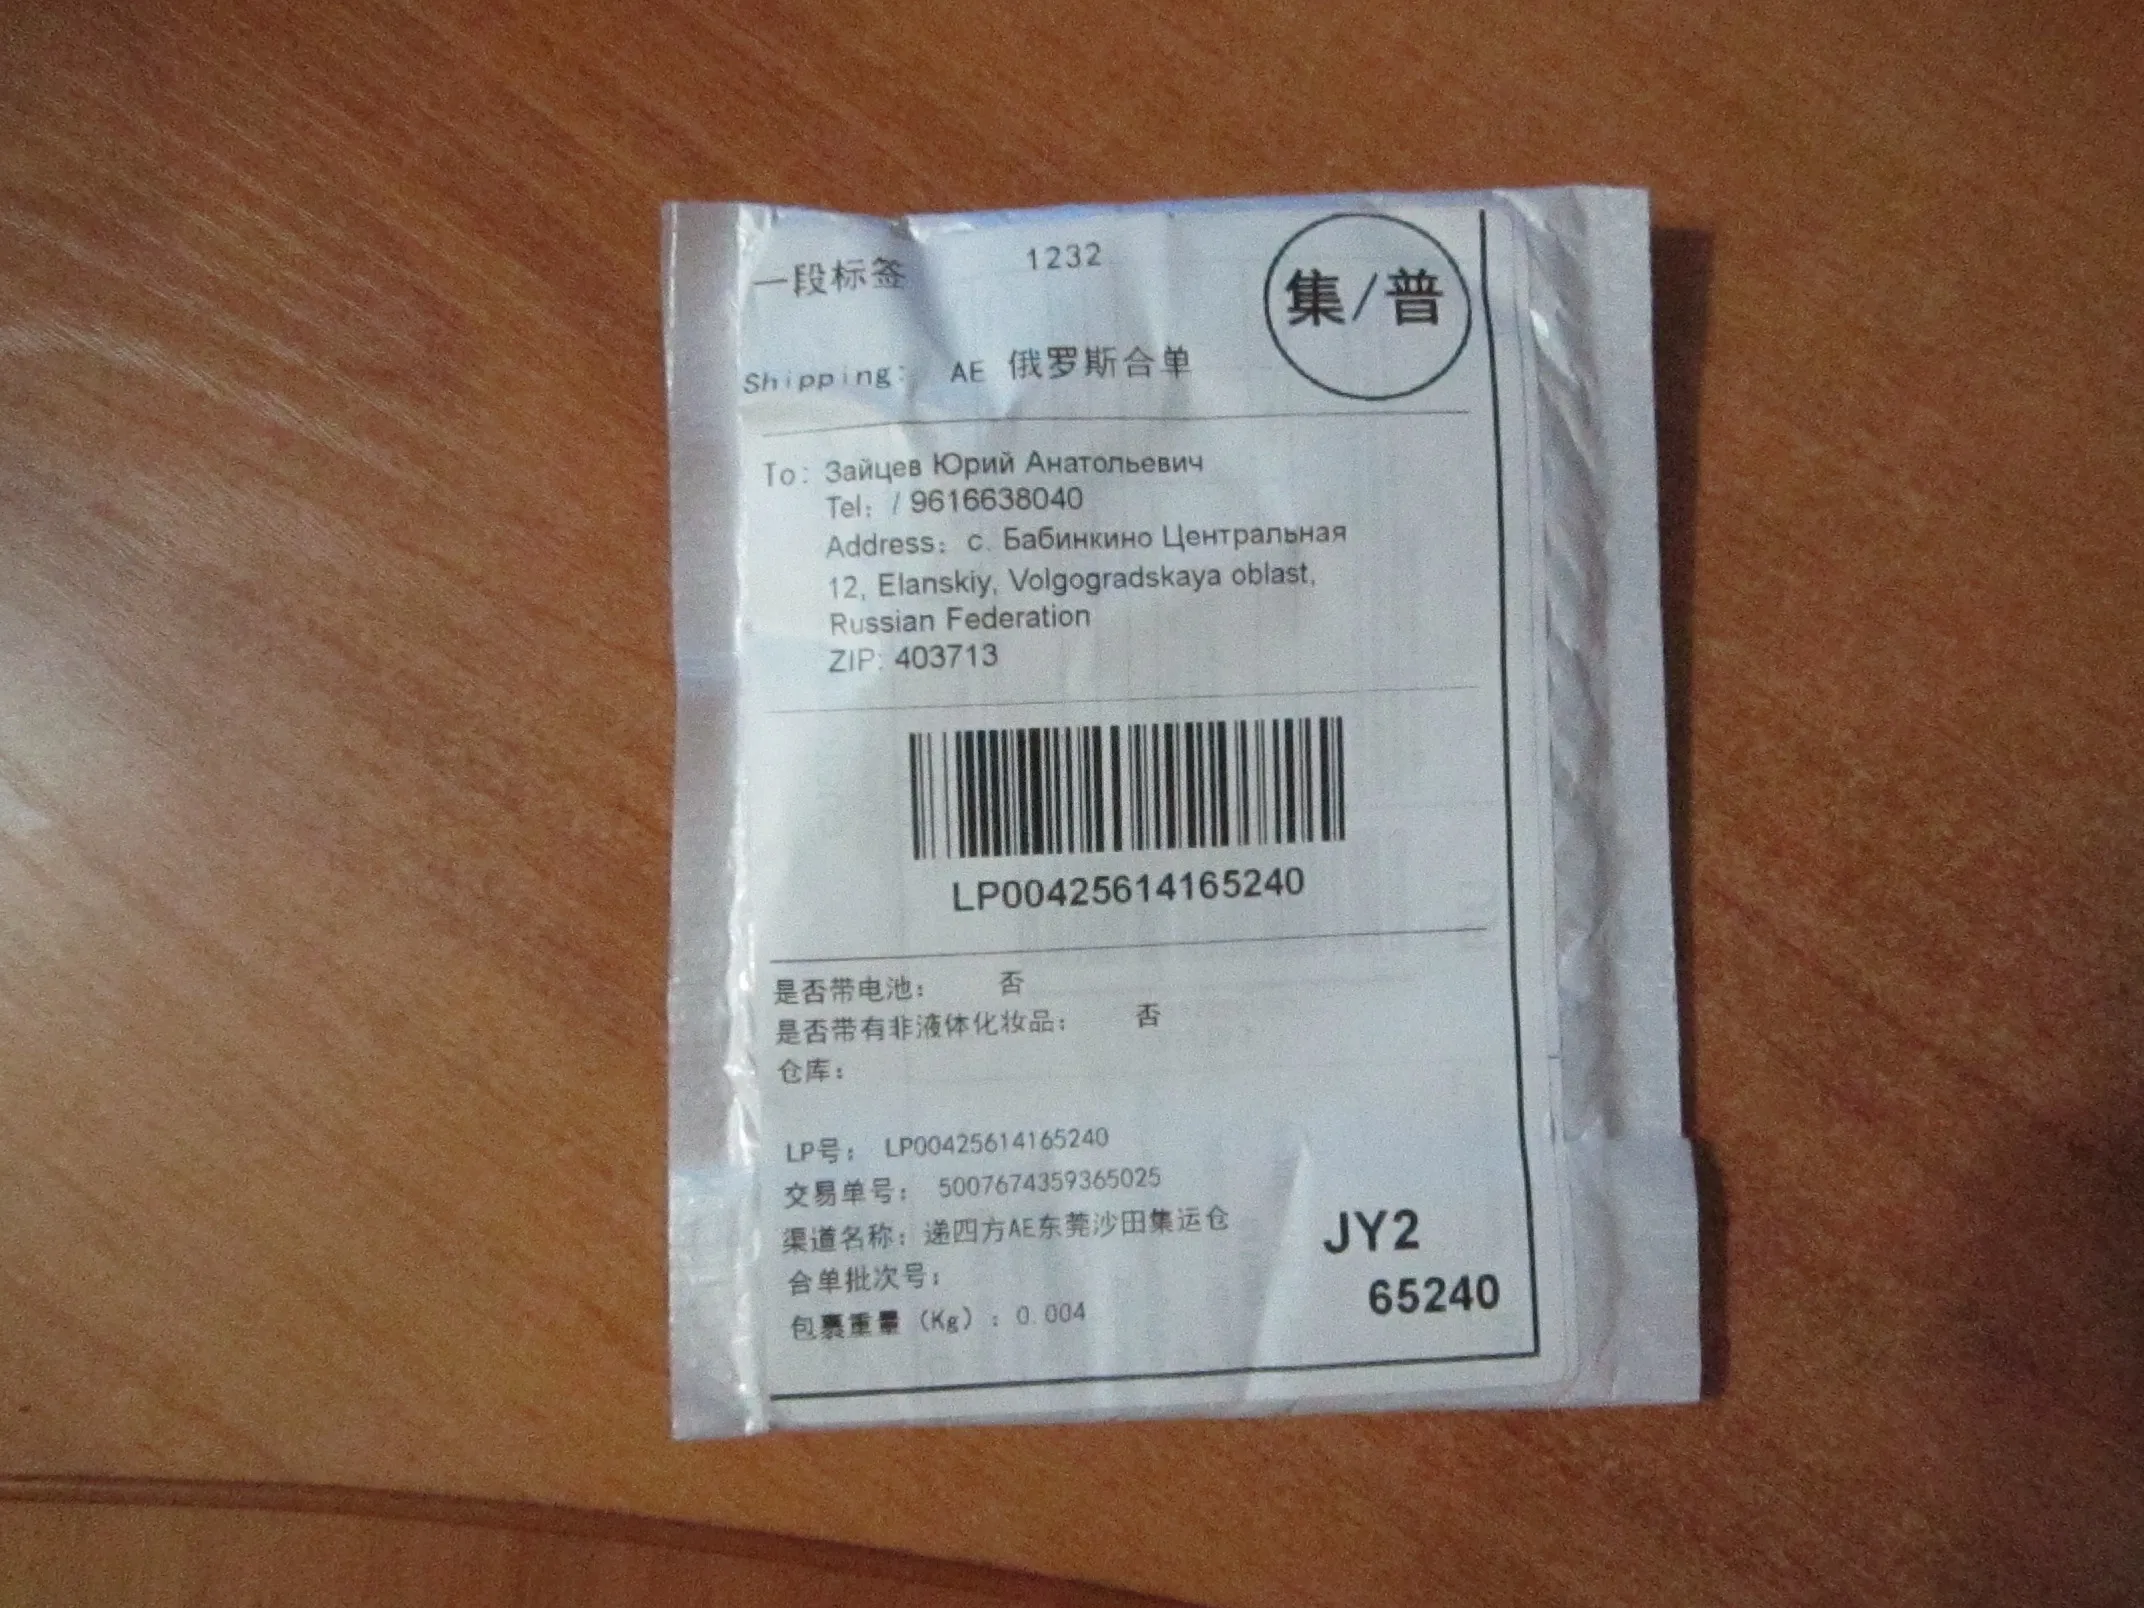 一段标签 1232
集/普
Shipping: AE 俄罗斯合单
To: Зайцев Юрий Анатольевич
Tel: / 9616638040
Address: с. Бабинкино Центральная
12, Elanskiy, Volgogradskaya oblast,
Russian Federation
ZIP: 403713
LP00425614165240
是否带电池: 否
是否带有非液体化妆品: 否
仓库:
LP号: LP00425614165240
交易单号: 5007674359365025
渠道名称: 递四方AE东莞沙田集运仓
JY2
合单批次号:
65240
包裹重量 (Kg) : 0.004